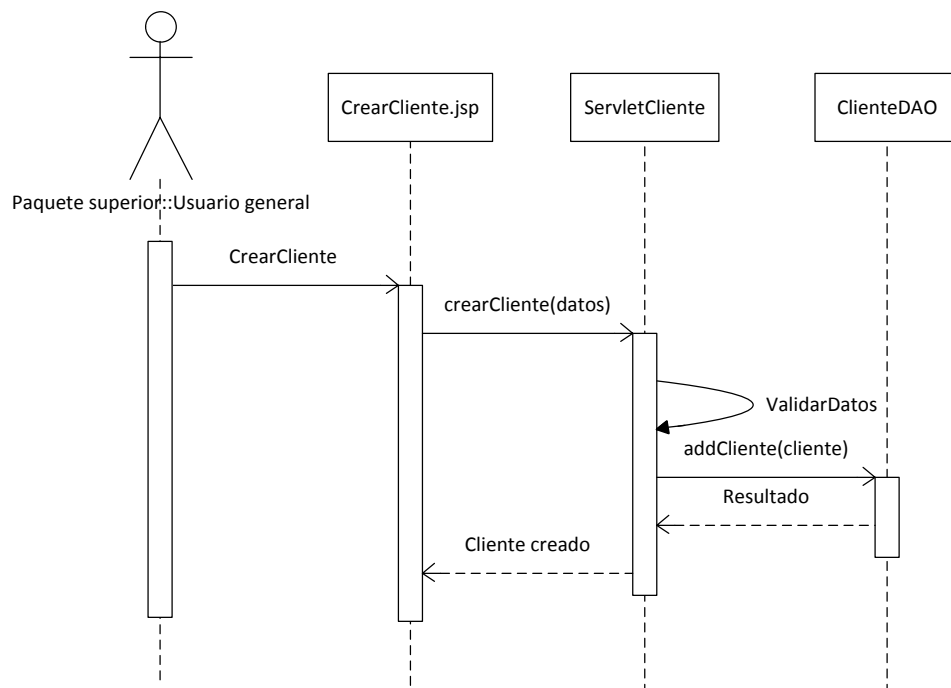 CrearCliente.jsp
ServletCliente
ClienteDAO
Paquete superior::Usuario general
CrearCliente
crearCliente(datos)
ValidarDatos
addCliente(cliente)
Resultado
Cliente creado